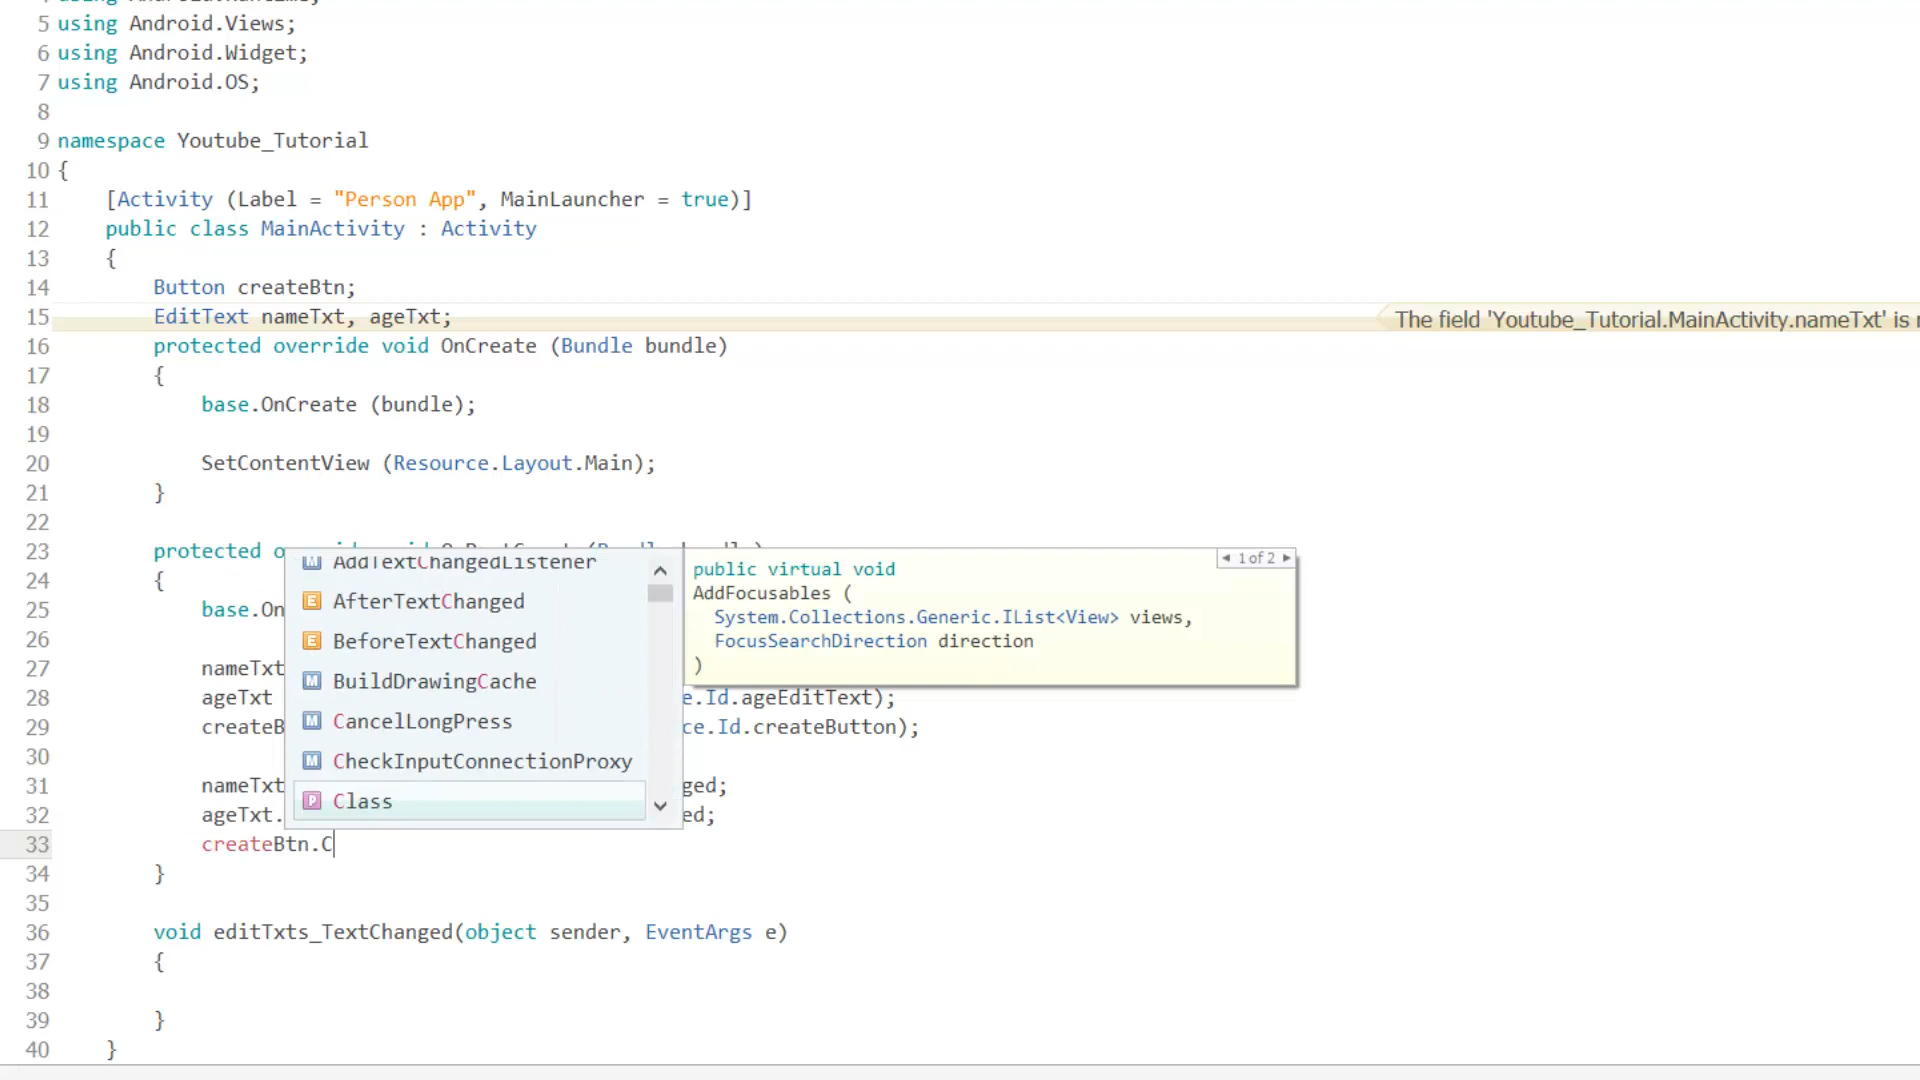 5 using Android.Views;
6 using Android.Widget;
7 using Android.OS;
8
9 namespace Youtube_Tutorial
10 {
11 [Activity (Label = "Person App", MainLauncher = true)]
12 public class MainActivity : Activity
13 {
14 Button createBtn;
15 EditText nameTxt, ageTxt; The field 'Youtube_Tutorial.MainActivity.nameTxt' is
16 protected override void OnCreate (Bundle bundle)
17 {
18 base.OnCreate (bundle);
19
20 SetContentView (Resource.Layout.Main);
21 }
22
23 protected
24 {
25 base.On
26
27 nameTxt
28 ageTxt e.Id.ageEditText);
29 createB ce.Id.createButton);
30
31 nameTxt ged;
32 ageTxt. ed;
33 createBtn.C
34 }
35
36 void editTxts_TextChanged(object sender, EventArgs e)
37 {
38
39 }
40 }
AddTextChangedListener
AfterTextChanged
BeforeTextChanged
BuildDrawingCache
CancelLongPress
CheckInputConnectionProxy
Class
1 of 2
public virtual void
AddFocusables (
System.Collections.Generic.IList<View> views,
FocusSearchDirection direction
)